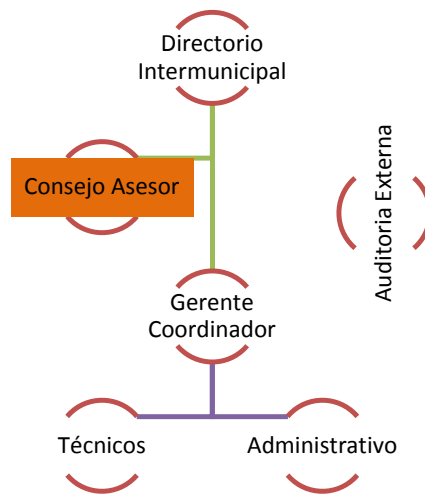 Directorio
Intermunicipal
Consejo Asesor
Auditoria Externa
Gerente
Coordinador
Técnicos
Administrativo